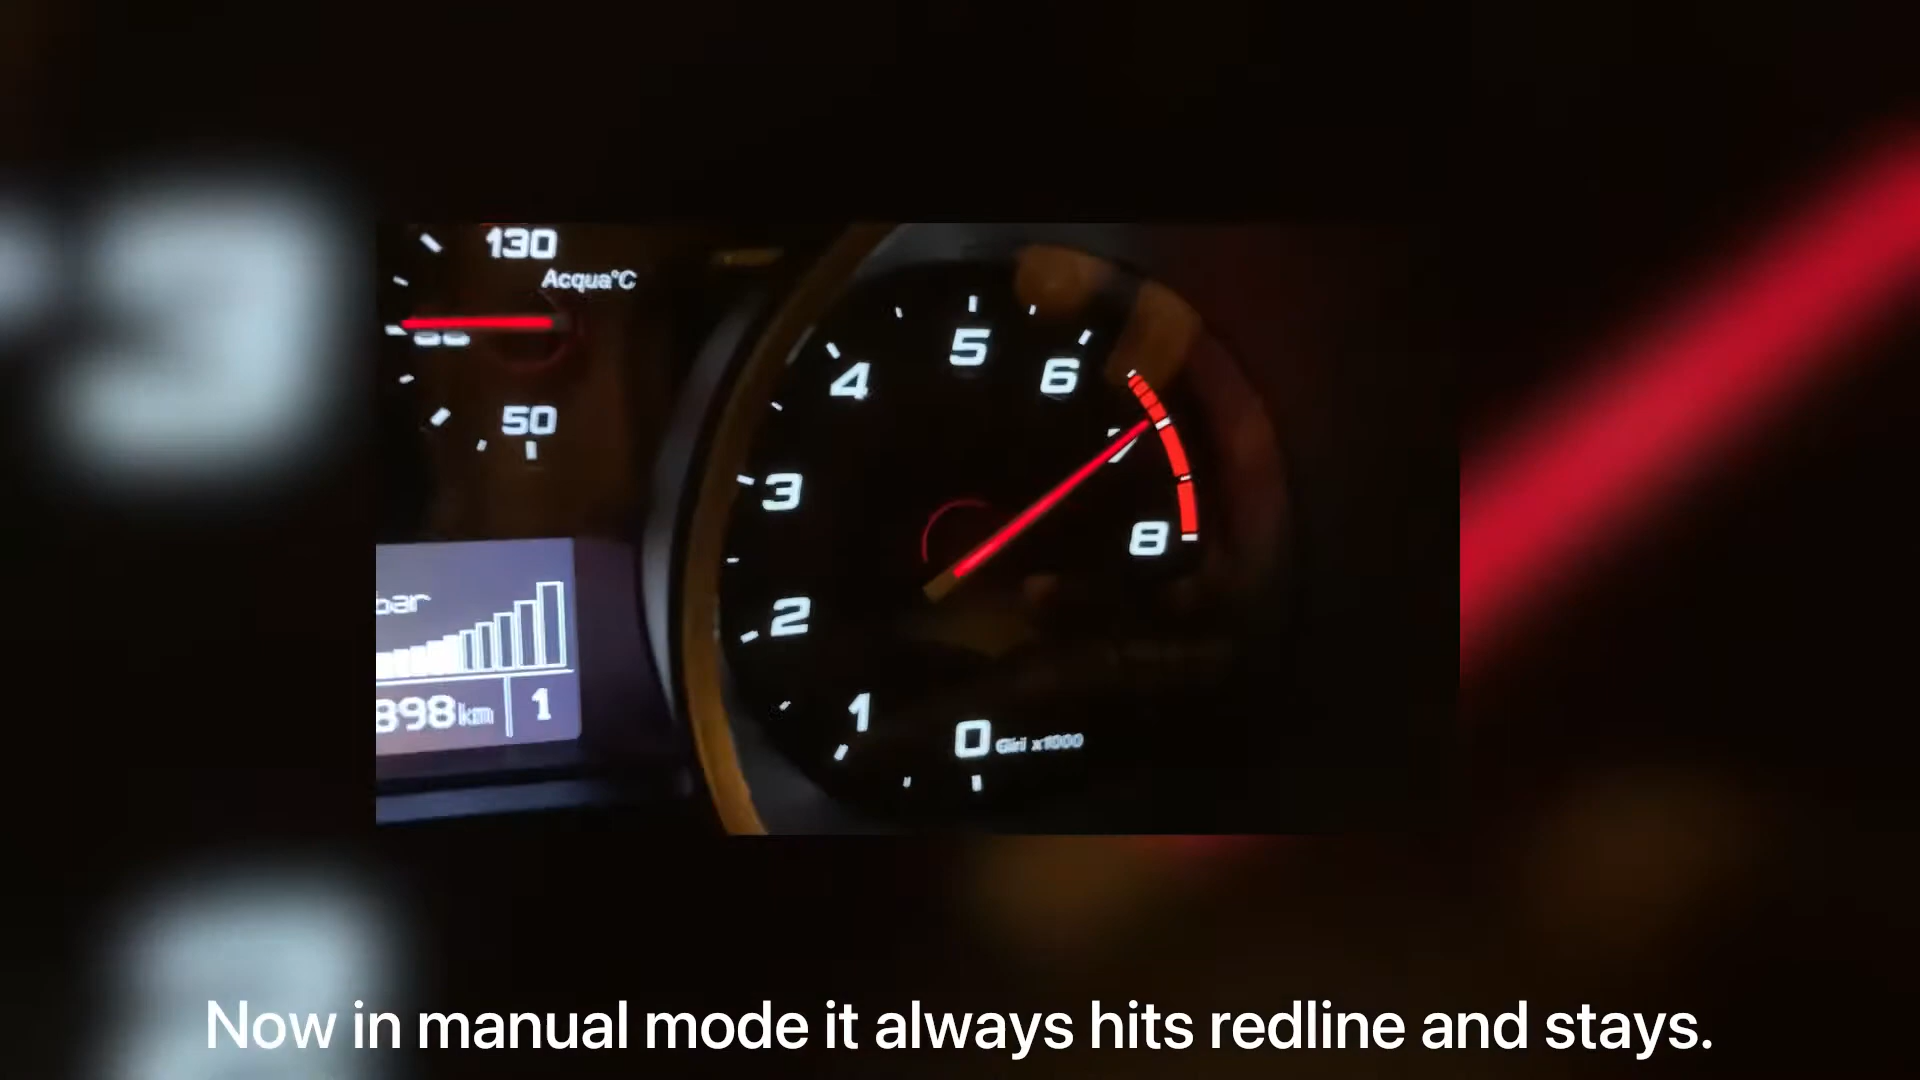 130
Acqua°C
50
bar
898km
1
5
4
6
3
7
8
2
1
0 Giri x1000
Now in manual mode it always hits redline and stays.